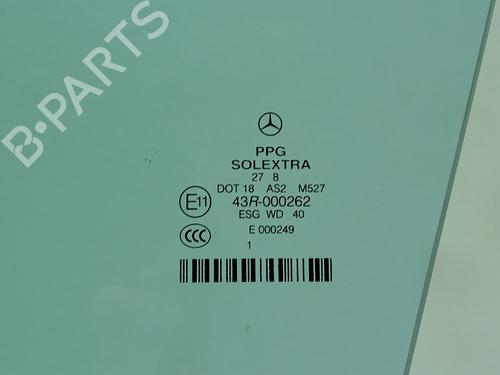 B-PARTS
PPG
SOLEXTRA
27 8
DOT 18 AS2 M527
E11 43R-000262
ESG WD 40
CCC E 000249
1